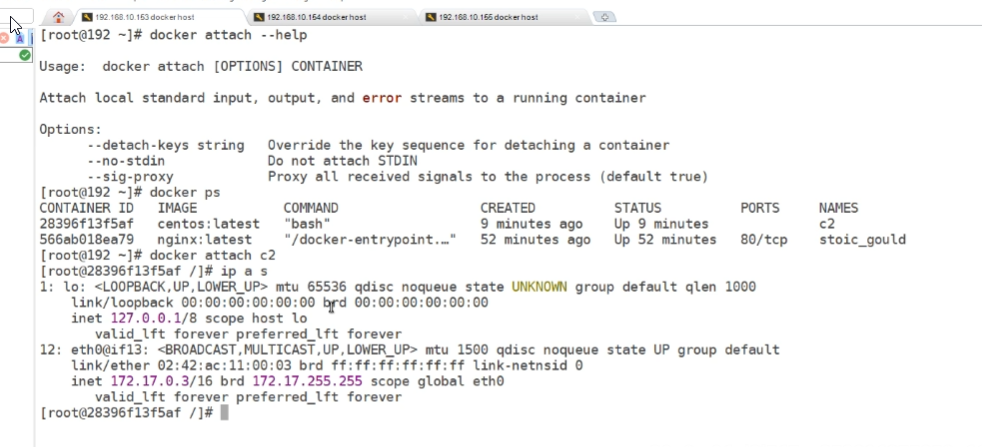 192.168.10.153 dockerhost 192.168.10.154 dockerhost 192.168.10.155 dockerhost
[root@192 ~]# docker attach --help
Usage:  docker attach [OPTIONS] CONTAINER
Attach local standard input, output, and error streams to a running container
Options:
      --detach-keys string   Override the key sequence for detaching a container
      --no-stdin             Do not attach STDIN
      --sig-proxy            Proxy all received signals to the process (default true)
[root@192 ~]# docker ps
CONTAINER ID   IMAGE           COMMAND                  CREATED          STATUS          PORTS     NAMES
28396f13f5af   centos:latest   "bash"                   9 minutes ago    Up 9 minutes              c2
566ab018ea79   nginx:latest    "/docker-entrypoint.…"   52 minutes ago   Up 52 minutes   80/tcp    stoic_gould
[root@192 ~]# docker attach c2
[root@28396f13f5af /]# ip a s
1: lo: <LOOPBACK,UP,LOWER_UP> mtu 65536 qdisc noqueue state UNKNOWN group default qlen 1000
    link/loopback 00:00:00:00:00:00 brd 00:00:00:00:00:00
    inet 127.0.0.1/8 scope host lo
       valid_lft forever preferred_lft forever
12: eth0@if13: <BROADCAST,MULTICAST,UP,LOWER_UP> mtu 1500 qdisc noqueue state UP group default
    link/ether 02:42:ac:11:00:03 brd ff:ff:ff:ff:ff:ff link-netnsid 0
    inet 172.17.0.3/16 brd 172.17.255.255 scope global eth0
       valid_lft forever preferred_lft forever
[root@28396f13f5af /]#